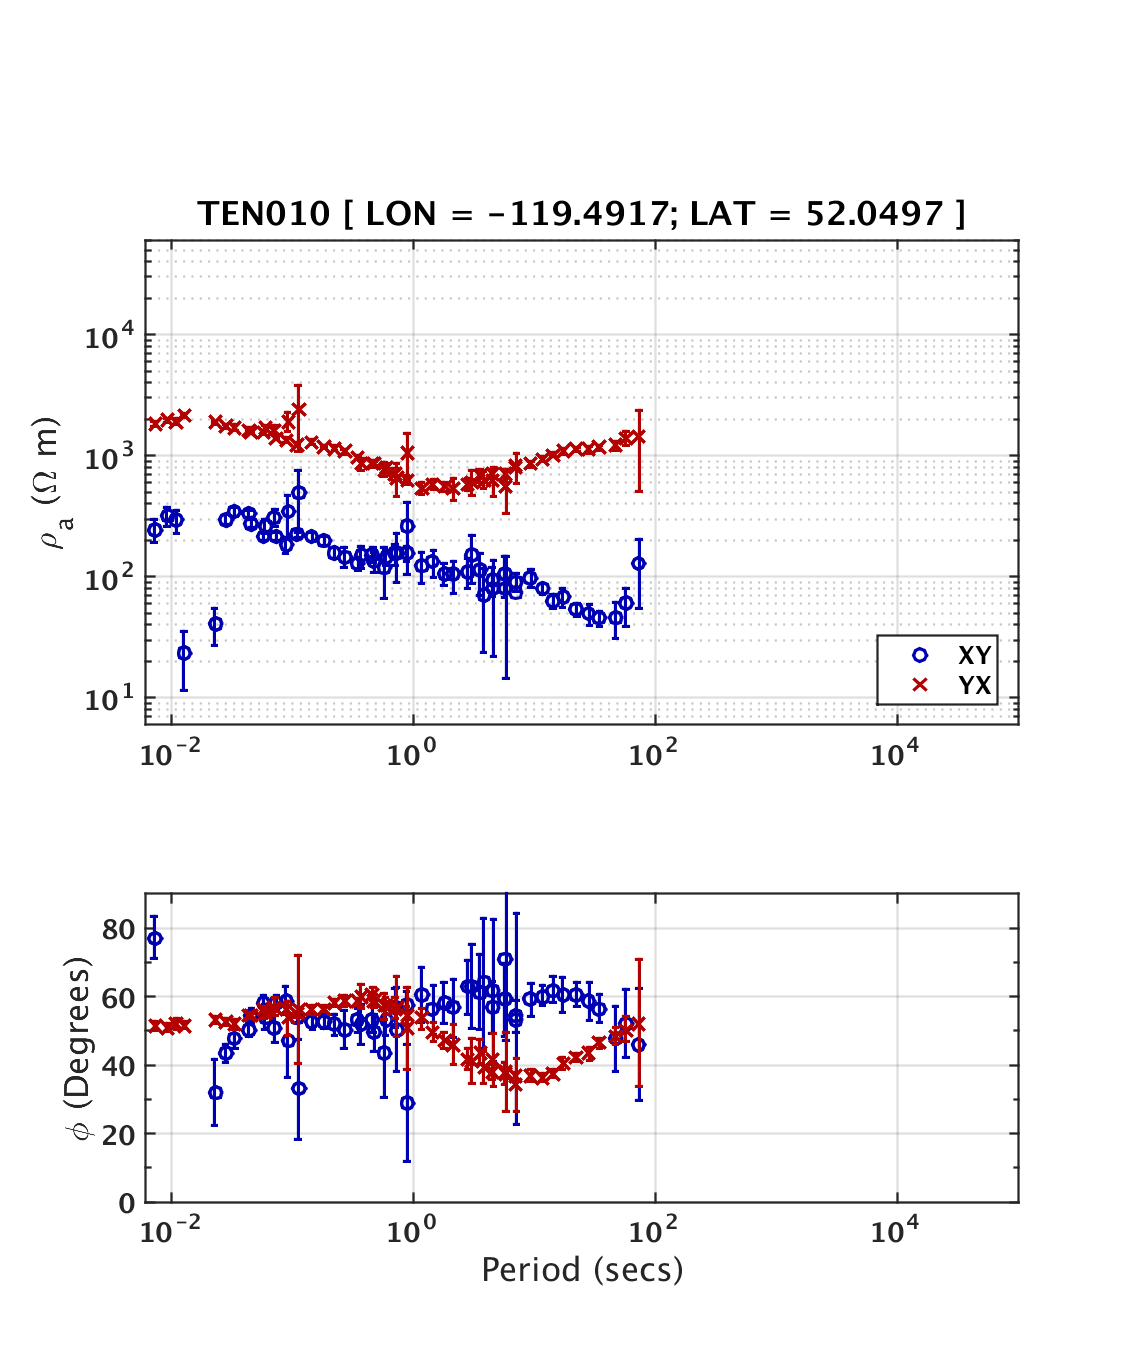 TEN010 [ LON = -119.4917; LAT = 52.0497 ]
ρa (Ω m)
10^4
10^3
10^2
10^1
XY
YX
10^-2 10^0 10^2 10^4
ϕ (Degrees)
80
60
40
20
0
10^-2 10^0 10^2 10^4
Period (secs)